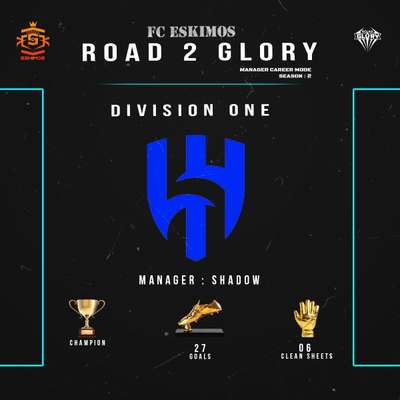 FC ESKIMOS
ROAD 2 GLORY
ESKIMOS
GLORY
MANAGER CAREER MODE
SEASON : 2
DIVISION ONE
MANAGER : SHADOW
CHAMPION
27
GOALS
06
CLEAN SHEETS